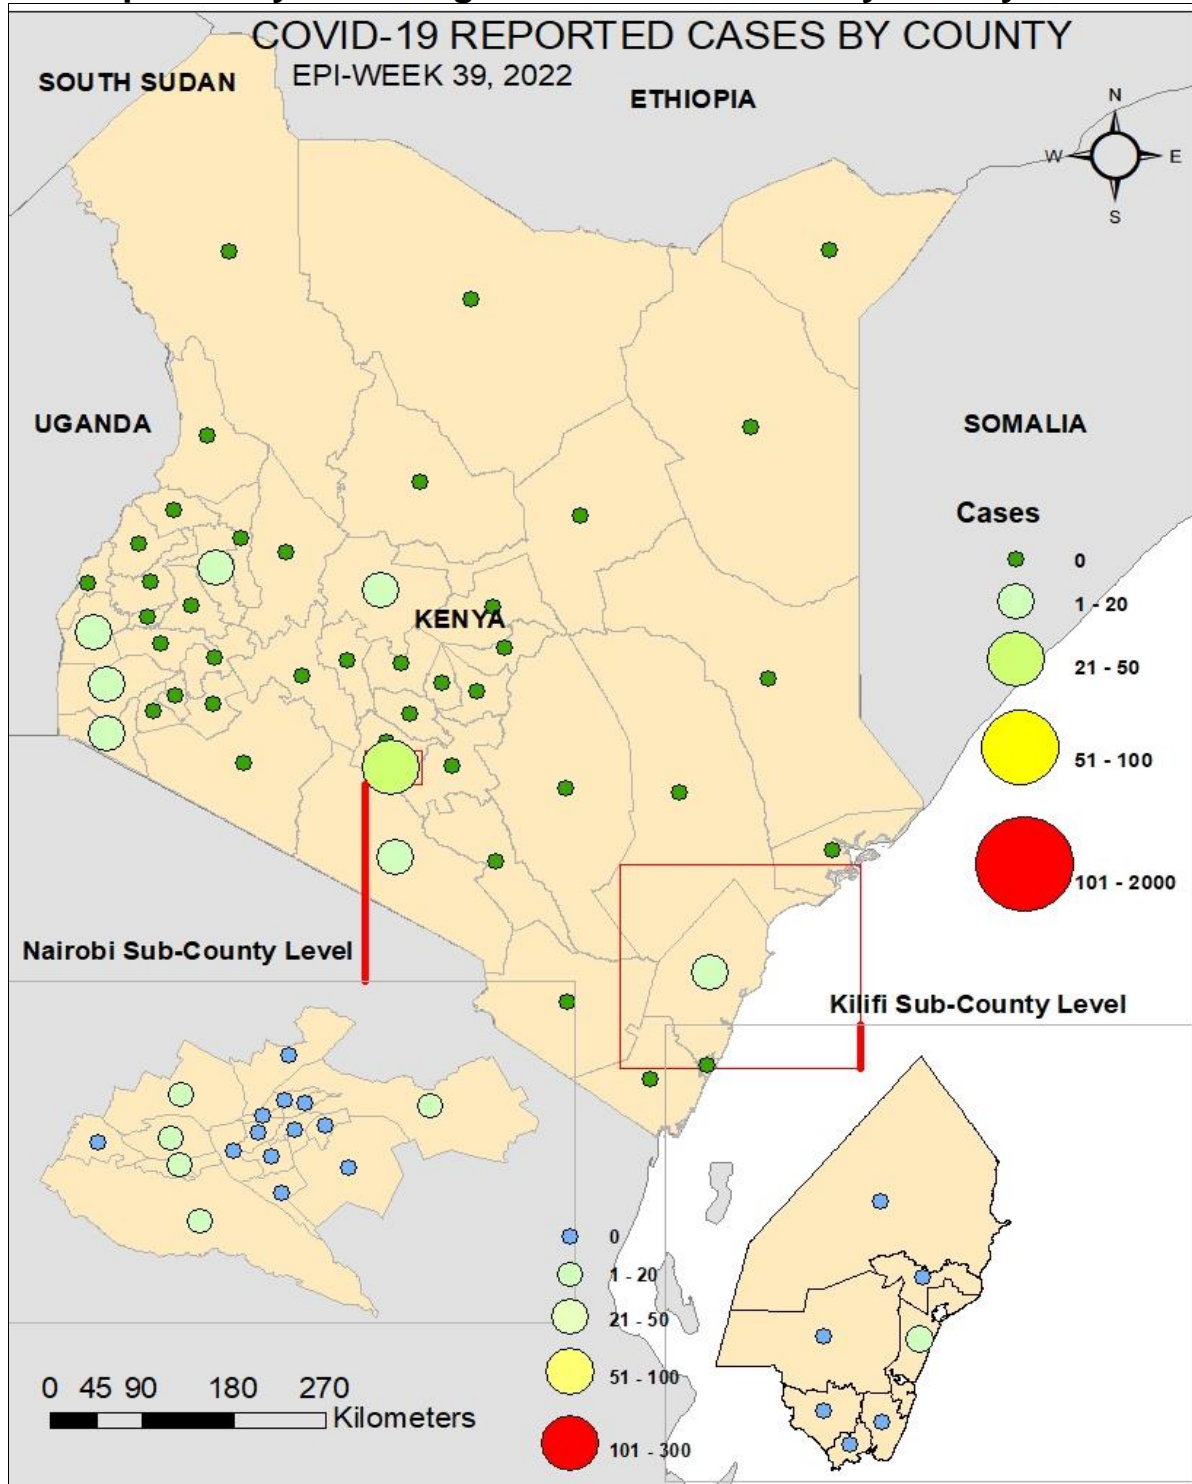 COVID-19 REPORTED CASES BY COUNTY
EPI-WEEK 39, 2022
SOUTH SUDAN
ETHIOPIA
N
W
E
S
UGANDA
SOMALIA
KENYA
Cases
0
1 - 20
21 - 50
51 - 100
101 - 2000
Nairobi Sub-County Level
Kilifi Sub-County Level
0
1 - 20
21 - 50
51 - 100
101 - 300
0 45 90 180 270
Kilometers